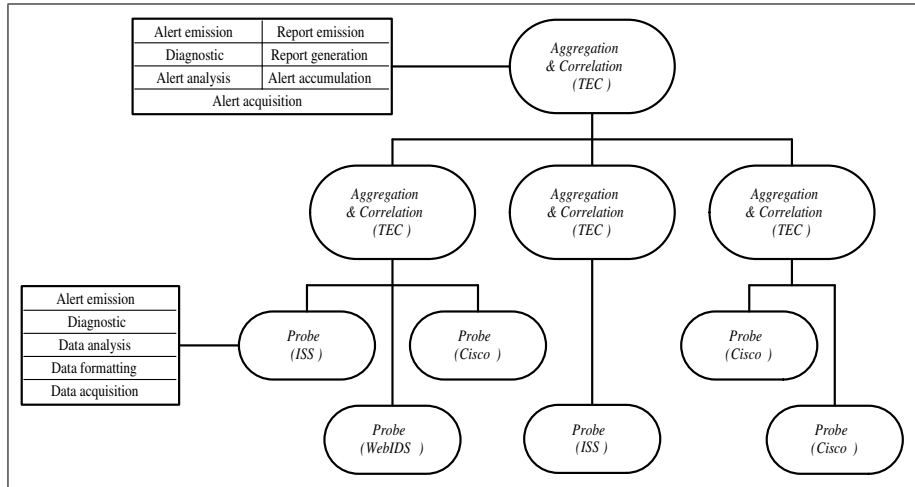 Alert emission
Report emission
Diagnostic
Report generation
Alert analysis
Alert accumulation
Alert acquisition
Aggregation
& Correlation
(TEC )
Aggregation
& Correlation
(TEC )
Aggregation
& Correlation
(TEC )
Aggregation
& Correlation
(TEC )
Alert emission
Diagnostic
Data analysis
Data formatting
Data acquisition
Probe
(ISS )
Probe
(Cisco )
Probe
(Cisco )
Probe
(WebIDS )
Probe
(ISS )
Probe
(Cisco )